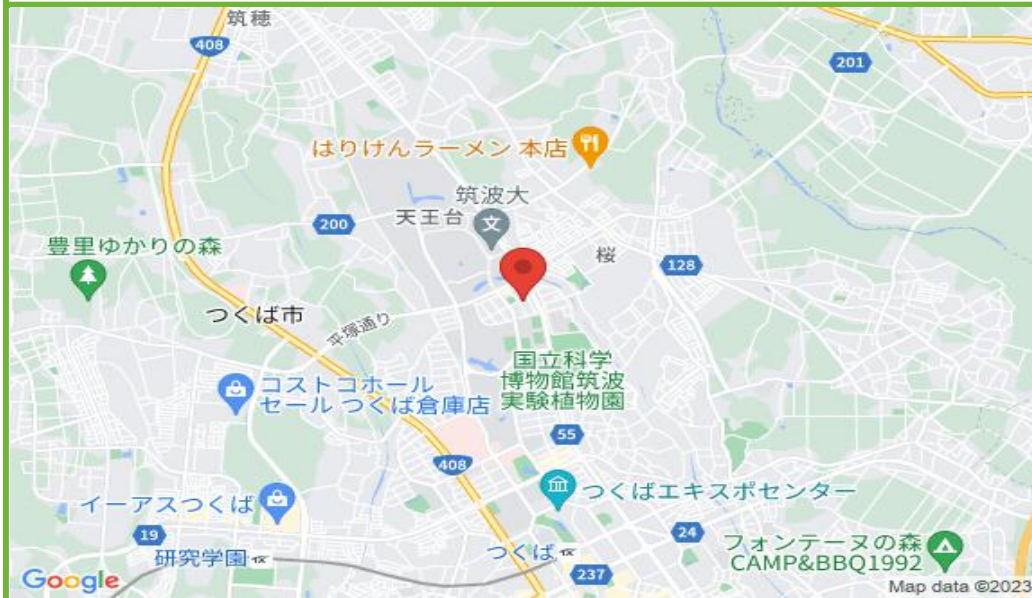 筑穂
408
201
はりけんラーメン 本店
筑波大
天王台
文
200
桜
豊里ゆかりの森
128
つくば市
平塚通り
国立科学
博物館筑波
実験植物園
コストコホール
セール つくば倉庫店
55
408
つくばエキスポセンター
イーアスつくば
19
24
研究学園
つくば
フォンテーヌの森
CAMP&BBQ1992
237
Google
Map data ©2023